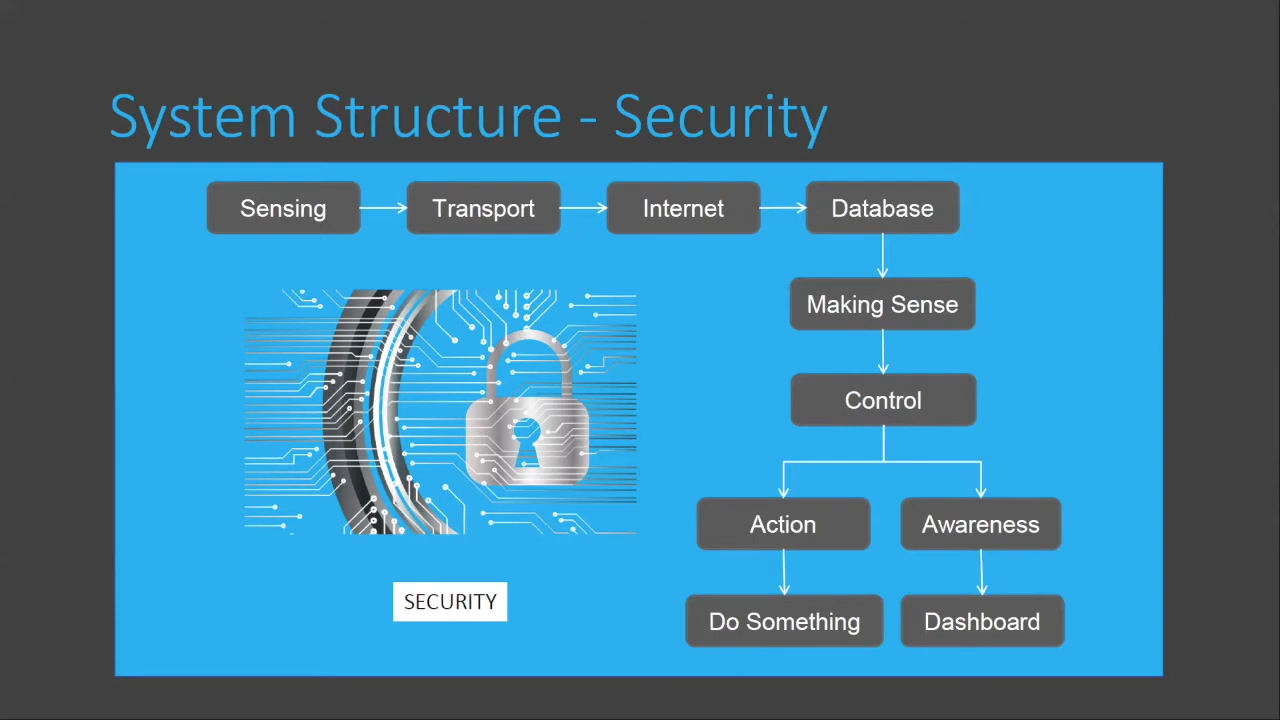 System Structure - Security
Sensing
Transport
Internet
Database
Making Sense
Control
Action
Awareness
Do Something
Dashboard
SECURITY